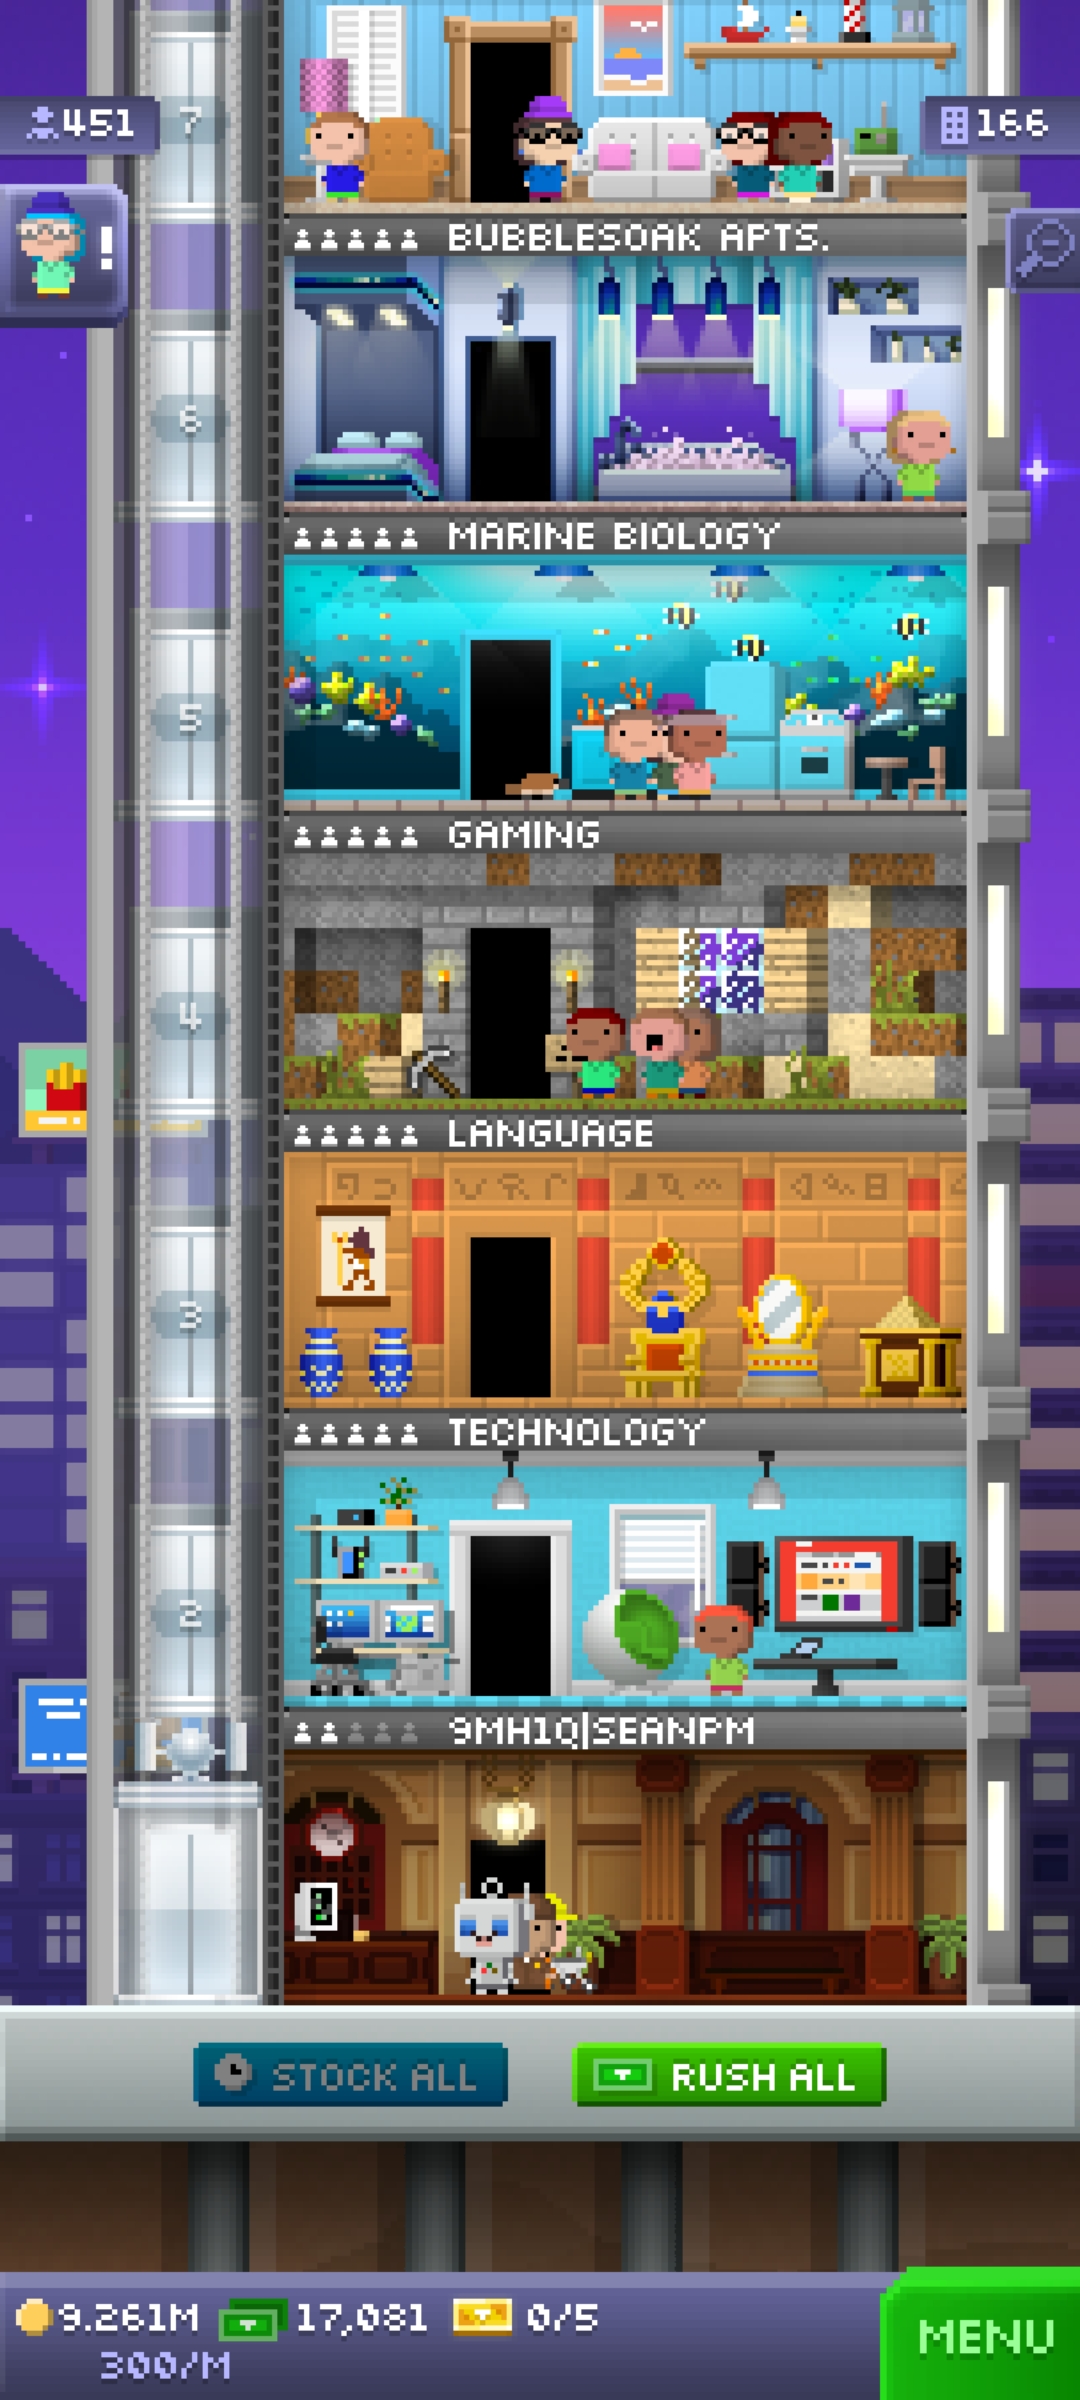 451
7
166
!
BUBBLESOAK APTS.
6
MARINE BIOLOGY
5
GAMING
4
LANGUAGE
3
TECHNOLOGY
2
9MH1Q|SEANPM
STOCK ALL
RUSH ALL
9.261M
17,081
0/5
300/M
MENU